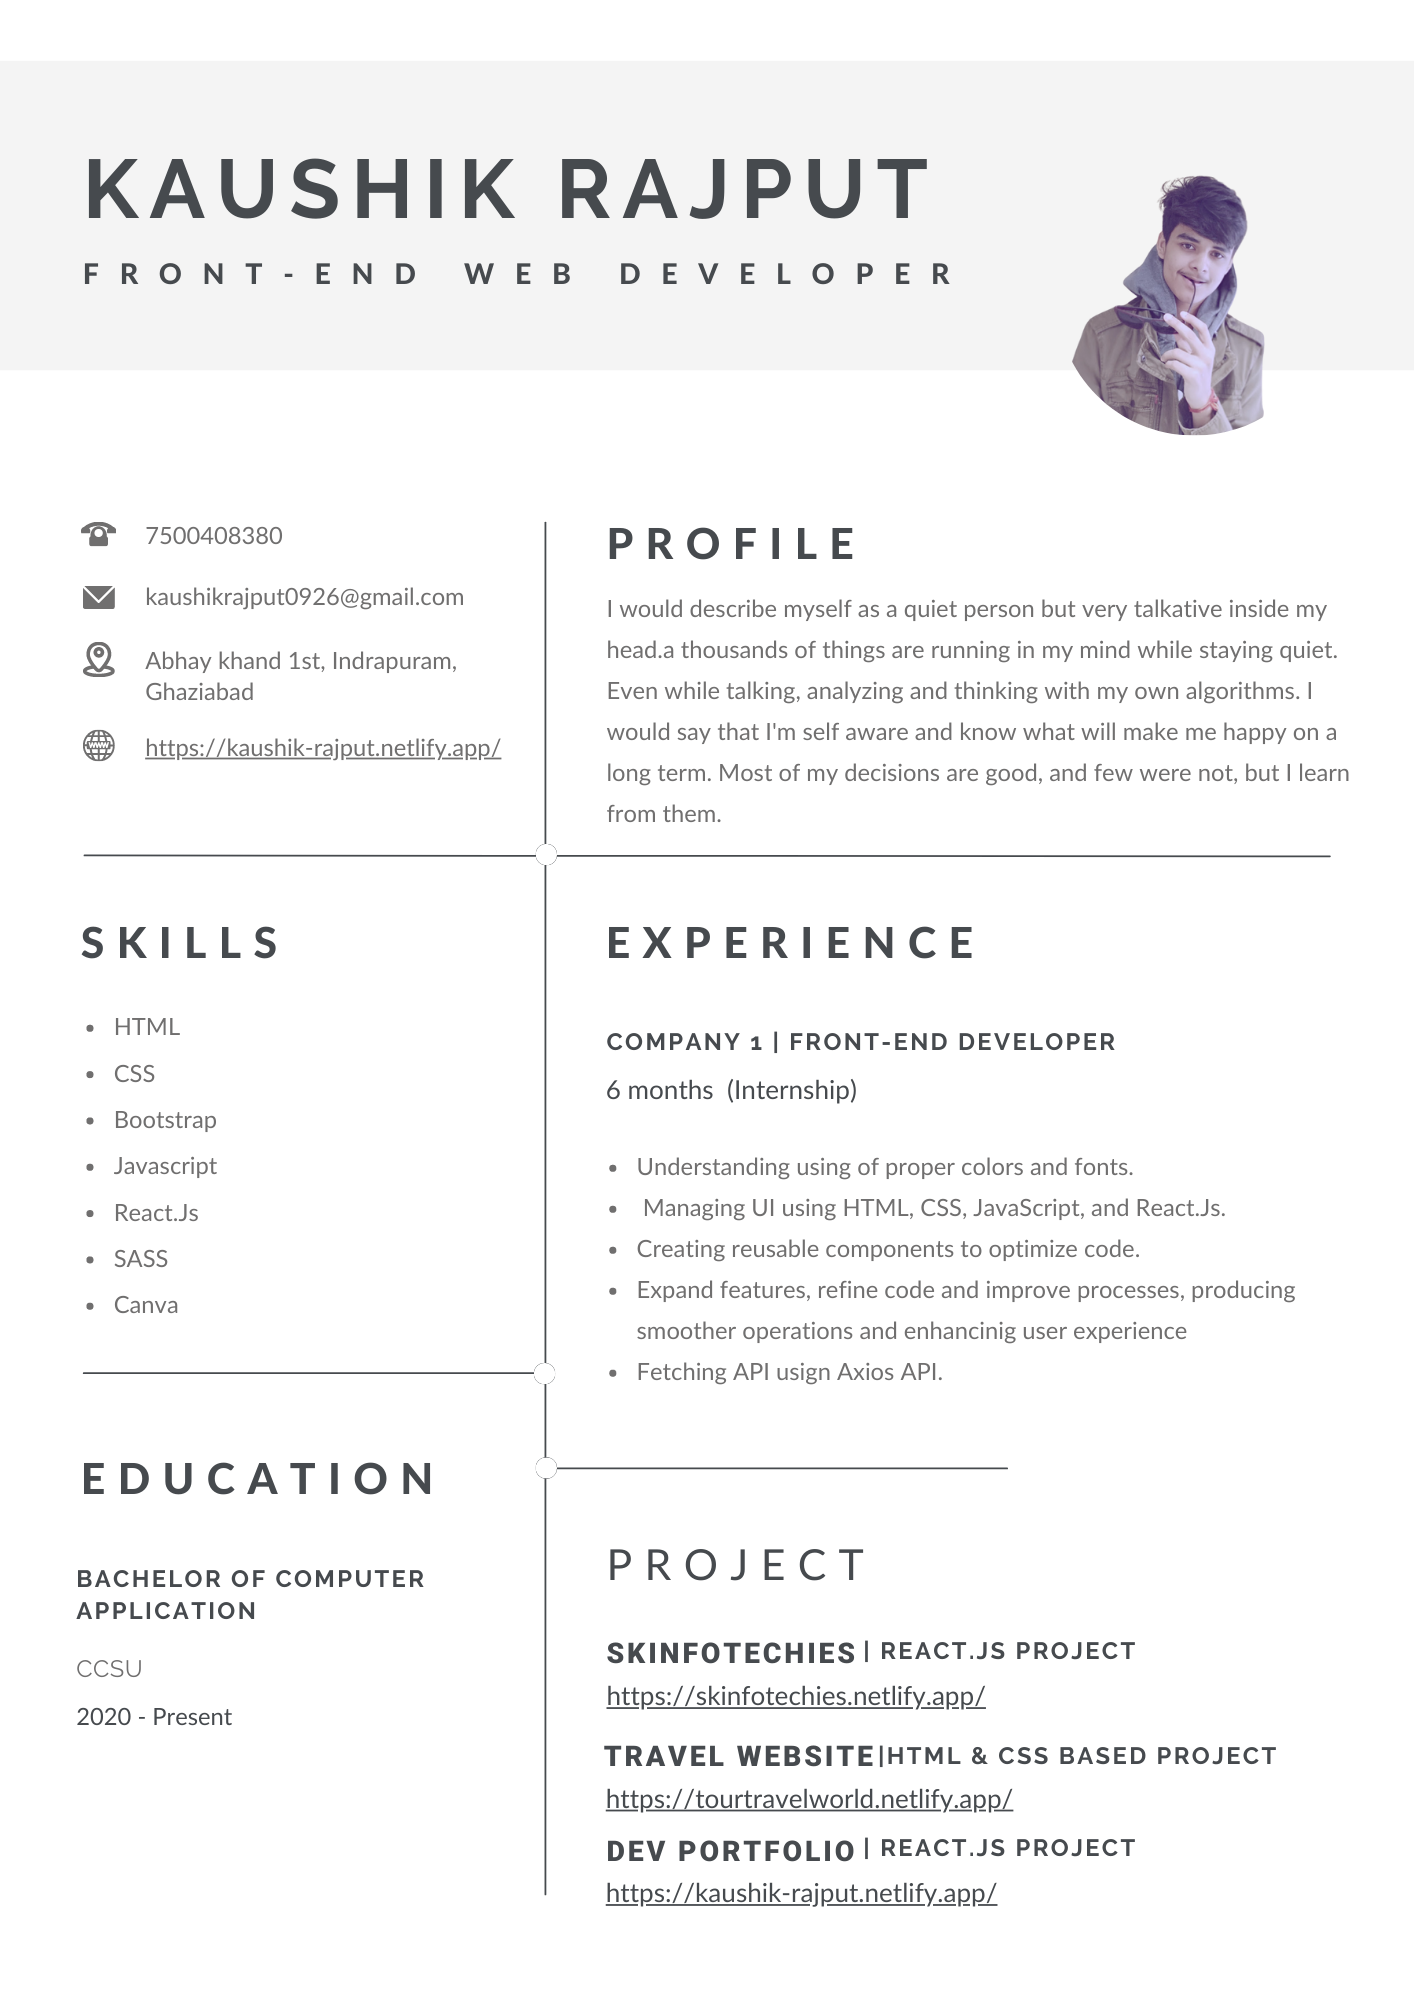 KAUSHIK RAJPUT
FRONT-END WEB DEVELOPER
7500408380
kaushikrajput0926@gmail.com
Abhay khand 1st, Indrapuram,
Ghaziabad
https://kaushik-rajput.netlify.app/
PROFILE
I would describe myself as a quiet person but very talkative inside my
head.a thousands of things are running in my mind while staying quiet.
Even while talking, analyzing and thinking with my own algorithms. I
would say that I'm self aware and know what will make me happy on a
long term. Most of my decisions are good, and few were not, but I learn
from them.
SKILLS
• HTML
• CSS
• Bootstrap
• Javascript
• React.Js
• SASS
• Canva
EXPERIENCE
COMPANY 1 | FRONT-END DEVELOPER
6 months (Internship)
• Understanding using of proper colors and fonts.
• Managing UI using HTML, CSS, JavaScript, and React.Js.
• Creating reusable components to optimize code.
• Expand features, refine code and improve processes, producing
smoother operations and enhancinig user experience
• Fetching API usign Axios API.
EDUCATION
BACHELOR OF COMPUTER
APPLICATION
CCSU
2020 - Present
PROJECT
SKINFOTECHIES | REACT.JS PROJECT
https://skinfotechies.netlify.app/
TRAVEL WEBSITE|HTML & CSS BASED PROJECT
https://tourtravelworld.netlify.app/
DEV PORTFOLIO | REACT.JS PROJECT
https://kaushik-rajput.netlify.app/